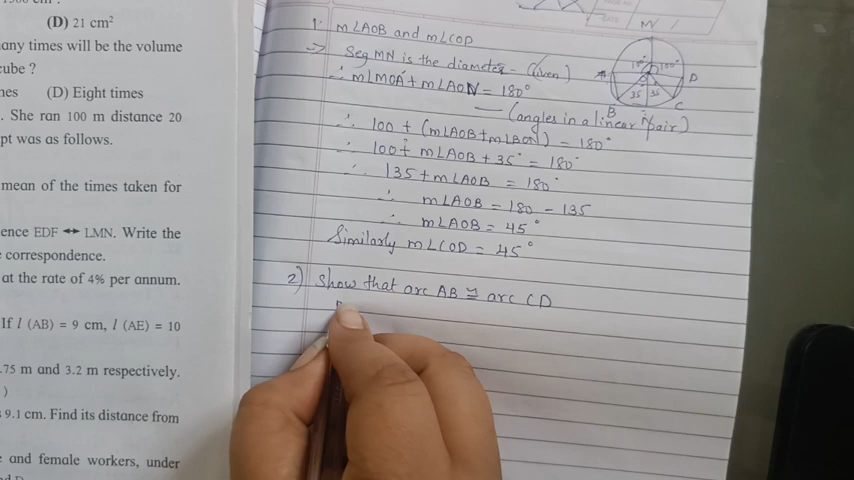 (D) 21 cm²
any times will be the volume
cube ?
nes (D) Eight times
. She ran 100 m distance 20
pt was as follows.
mean of the times taken for
ence EDF ↔ LMN. Write the
correspondence.
at the rate of 4% per annum.
If l (AB) = 9 cm, l (AE) = 10
.75 m and 3.2 m respectively.
)
9.1 cm. Find its distance from
e and female workers, under
DATE
1. m∠AOB and m∠COD
→ Seg MN is the diameter - (Given)
∴ m∠MOA + m∠AON = 180°
— (angles in a linear pair)
∴ 100 + (m∠AOB + m∠BON) = 180°
∴ 100 + m∠AOB + 35° = 180°
∴ 135 + m∠AOB = 180°
∴ m∠AOB = 180 - 135
∴ m∠AOB = 45°
Similarly m∠COD = 45°
2) Show that arc AB ≅ arc CD
M
100°
D
O
35
35
B
C
N